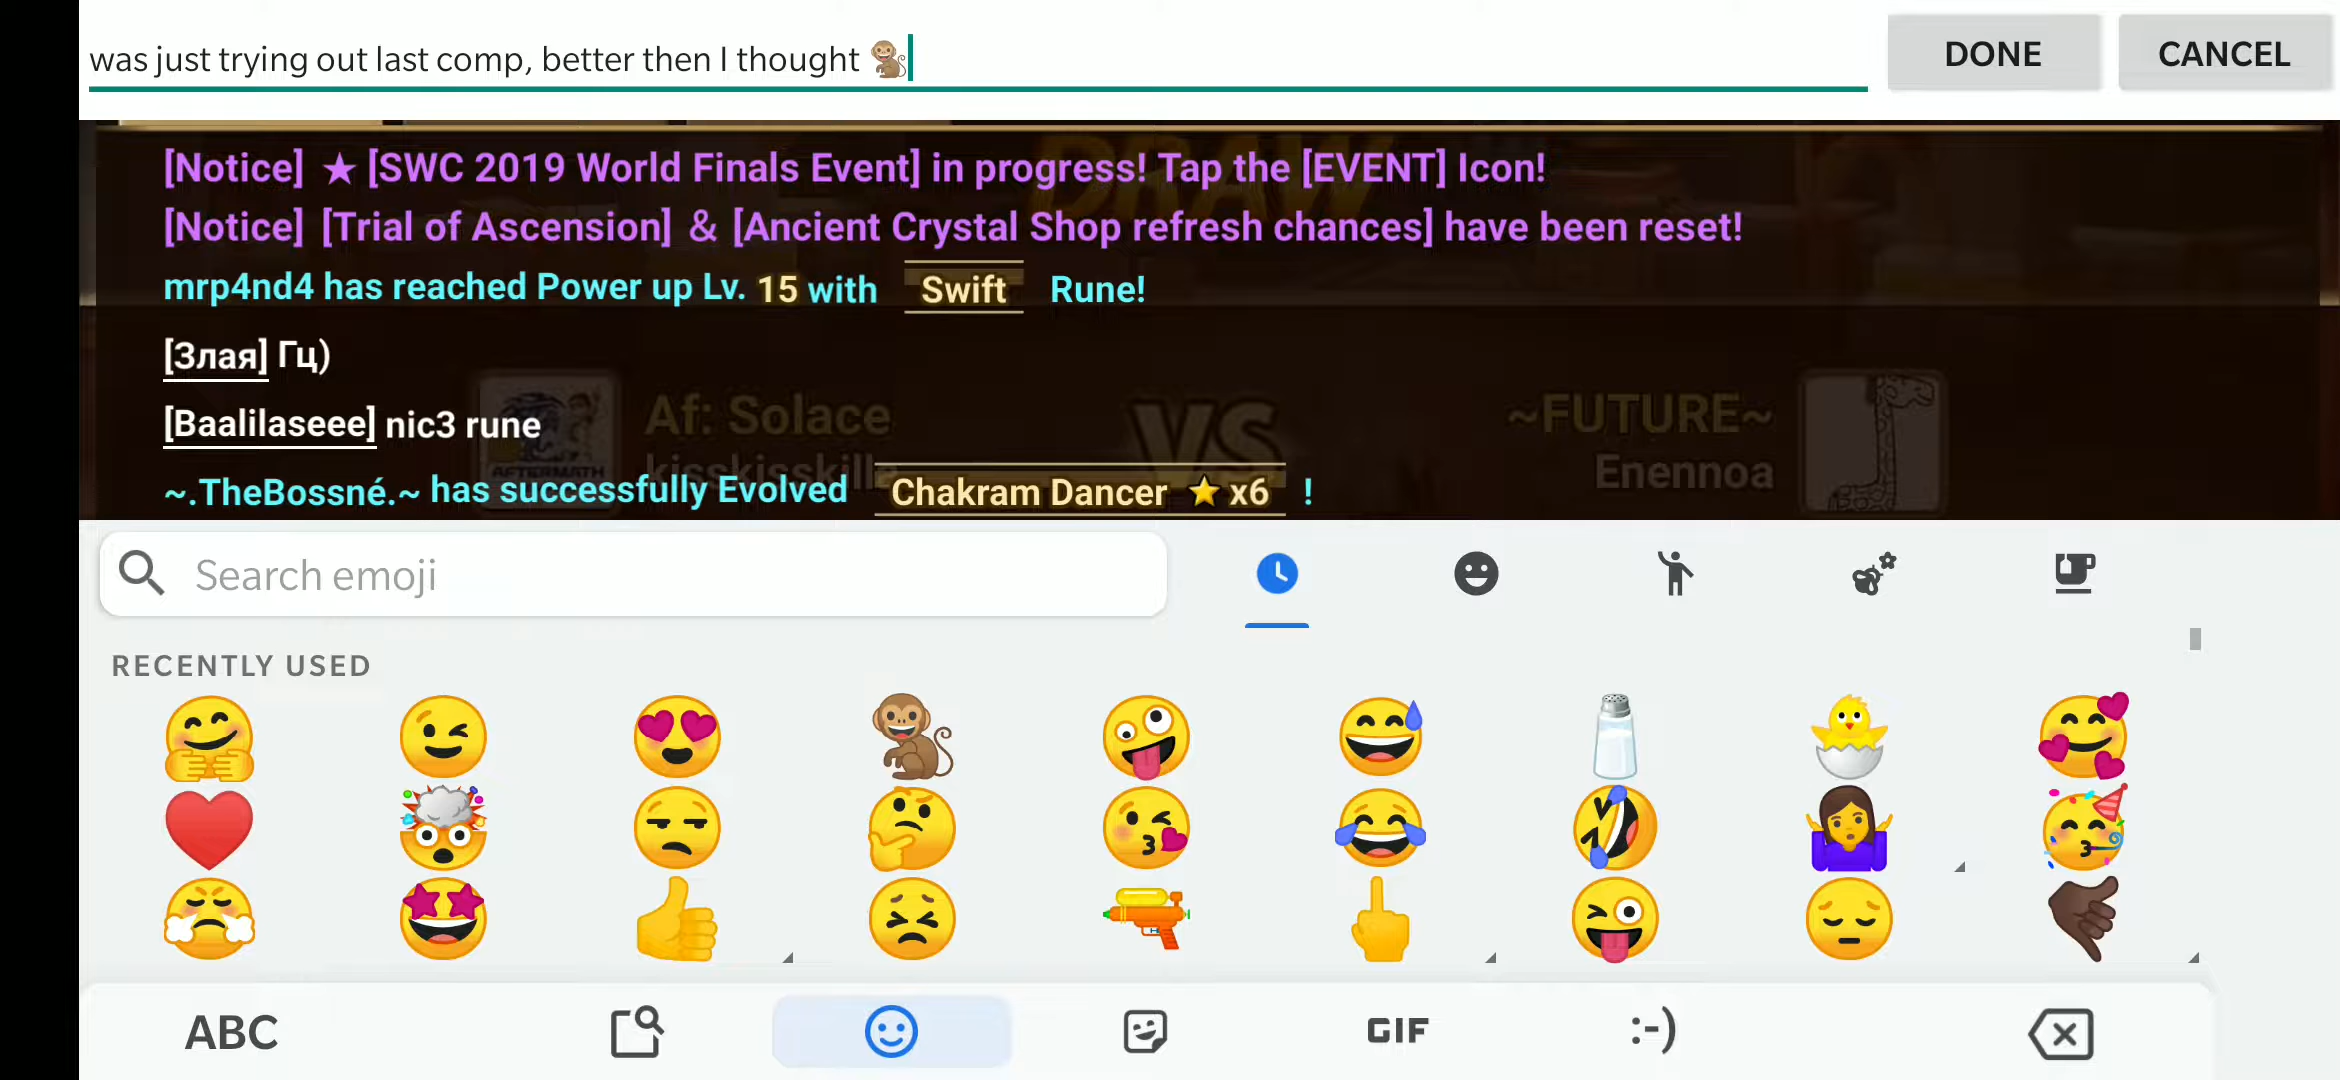 was just trying out last comp, better then I thought 🐒
DONE
CANCEL
DRAW
[Notice] ★ [SWC 2019 World Finals Event] in progress! Tap the [EVENT] Icon!
[Notice] [Trial of Ascension] & [Ancient Crystal Shop refresh chances] have been reset!
mrp4nd4 has reached Power up Lv. 15 with Swift Rune!
[Злая] Гц)
[Baalilaseee] nic3 rune
Af: Solace
VS
~FUTURE~
AFTERMATH
kisskisskilla
Enennoa
~.TheBossné.~ has successfully Evolved Chakram Dancer ⭐x6 !
Search emoji
RECENTLY USED
ABC
GIF
:-)